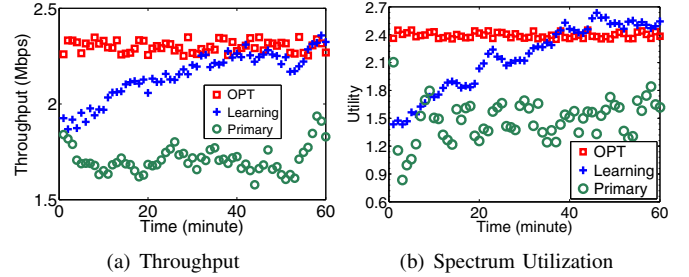 2.5
2
1.5
Throughput (Mbps)
OPT
Learning
Primary
0 20 40 60
Time (minute)
(a) Throughput
2.7
2.4
2.1
1.8
1.5
1.2
0.9
0.6
Utility
OPT
Learning
Primary
0 20 40 60
Time (minute)
(b) Spectrum Utilization